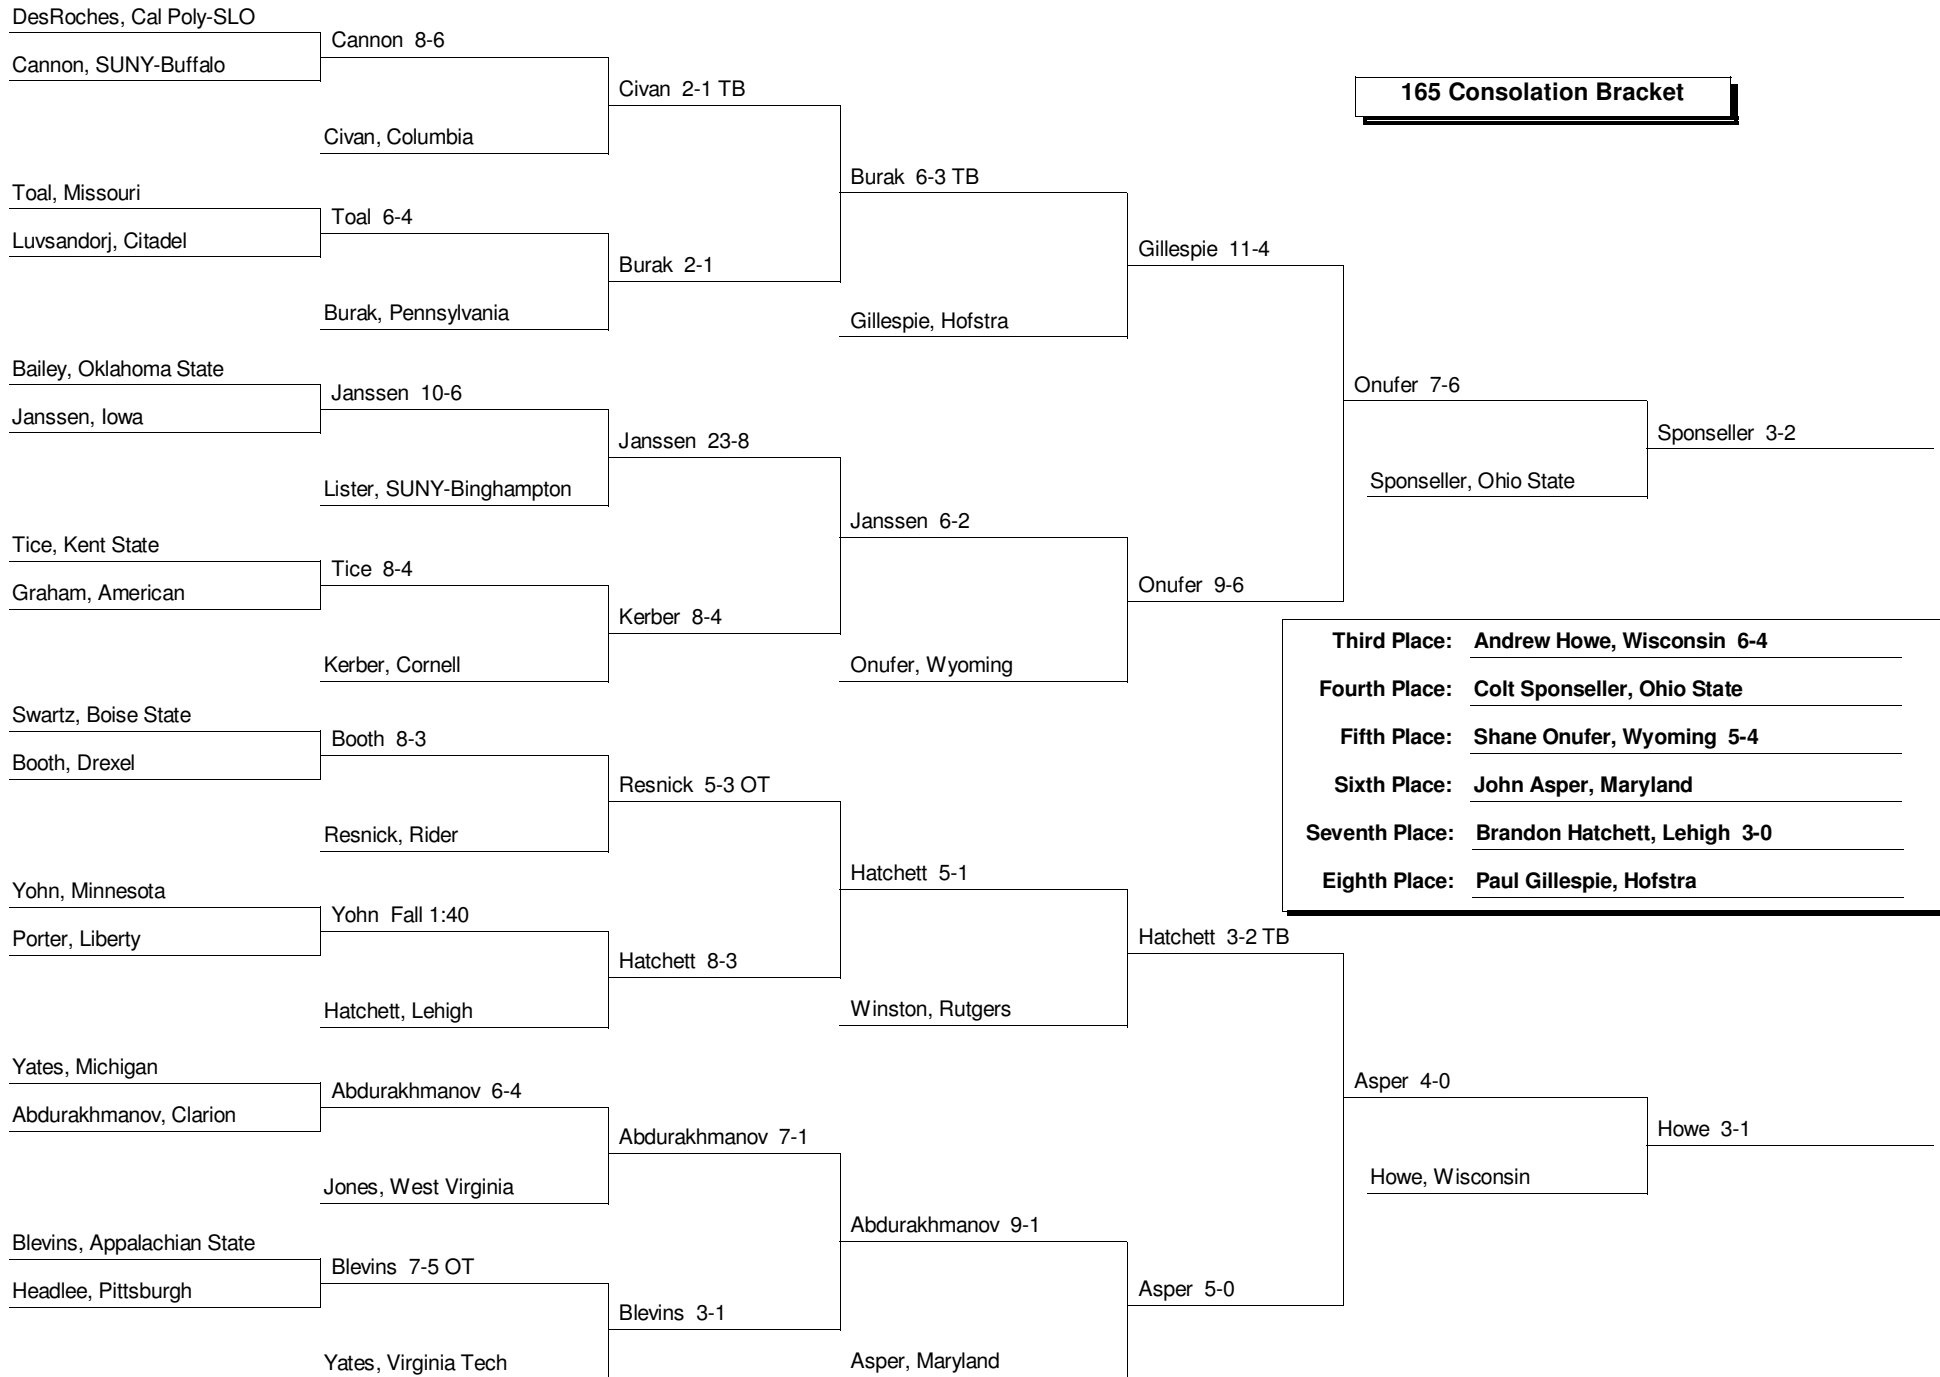 DesRoches, Cal Poly-SLO
Cannon 8-6
Cannon, SUNY-Buffalo
Civan 2-1 TB
165 Consolation Bracket
Civan, Columbia
Burak 6-3 TB
Toal, Missouri
Toal 6-4
Luvsandorj, Citadel
Gillespie 11-4
Burak 2-1
Burak, Pennsylvania
Gillespie, Hofstra
Bailey, Oklahoma State
Onufer 7-6
Janssen 10-6
Janssen, Iowa
Sponseller 3-2
Janssen 23-8
Sponseller, Ohio State
Lister, SUNY-Binghampton
Janssen 6-2
Tice, Kent State
Tice 8-4
Onufer 9-6
Graham, American
Kerber 8-4
Third Place: Andrew Howe, Wisconsin 6-4
Kerber, Cornell
Onufer, Wyoming
Fourth Place: Colt Sponseller, Ohio State
Swartz, Boise State
Booth 8-3
Fifth Place: Shane Onufer, Wyoming 5-4
Booth, Drexel
Resnick 5-3 OT
Sixth Place: John Asper, Maryland
Resnick, Rider
Seventh Place: Brandon Hatchett, Lehigh 3-0
Hatchett 5-1
Eighth Place: Paul Gillespie, Hofstra
Yohn, Minnesota
Yohn Fall 1:40
Porter, Liberty
Hatchett 3-2 TB
Hatchett 8-3
Hatchett, Lehigh
Winston, Rutgers
Yates, Michigan
Asper 4-0
Abdurakhmanov 6-4
Abdurakhmanov, Clarion
Howe 3-1
Abdurakhmanov 7-1
Howe, Wisconsin
Jones, West Virginia
Abdurakhmanov 9-1
Blevins, Appalachian State
Blevins 7-5 OT
Headlee, Pittsburgh
Asper 5-0
Blevins 3-1
Yates, Virginia Tech
Asper, Maryland